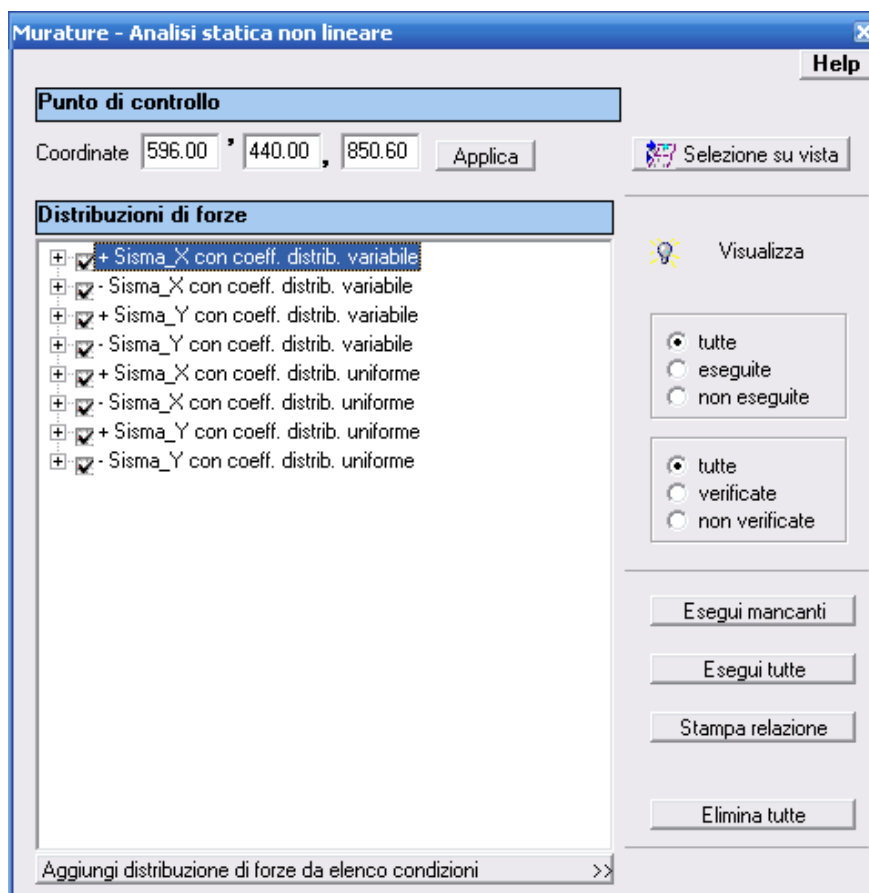 Murature - Analisi statica non lineare
Help
Punto di controllo
Coordinate 596.00 , 440.00 , 850.60 Applica
Selezione su vista
Distribuzioni di forze
+ Sisma_X con coeff. distrib. variabile
- Sisma_X con coeff. distrib. variabile
+ Sisma_Y con coeff. distrib. variabile
- Sisma_Y con coeff. distrib. variabile
+ Sisma_X con coeff. distrib. uniforme
- Sisma_X con coeff. distrib. uniforme
+ Sisma_Y con coeff. distrib. uniforme
- Sisma_Y con coeff. distrib. uniforme
Aggiungi distribuzione di forze da elenco condizioni >>
Visualizza
tutte
eseguite
non eseguite
tutte
verificate
non verificate
Esegui mancanti
Esegui tutte
Stampa relazione
Elimina tutte